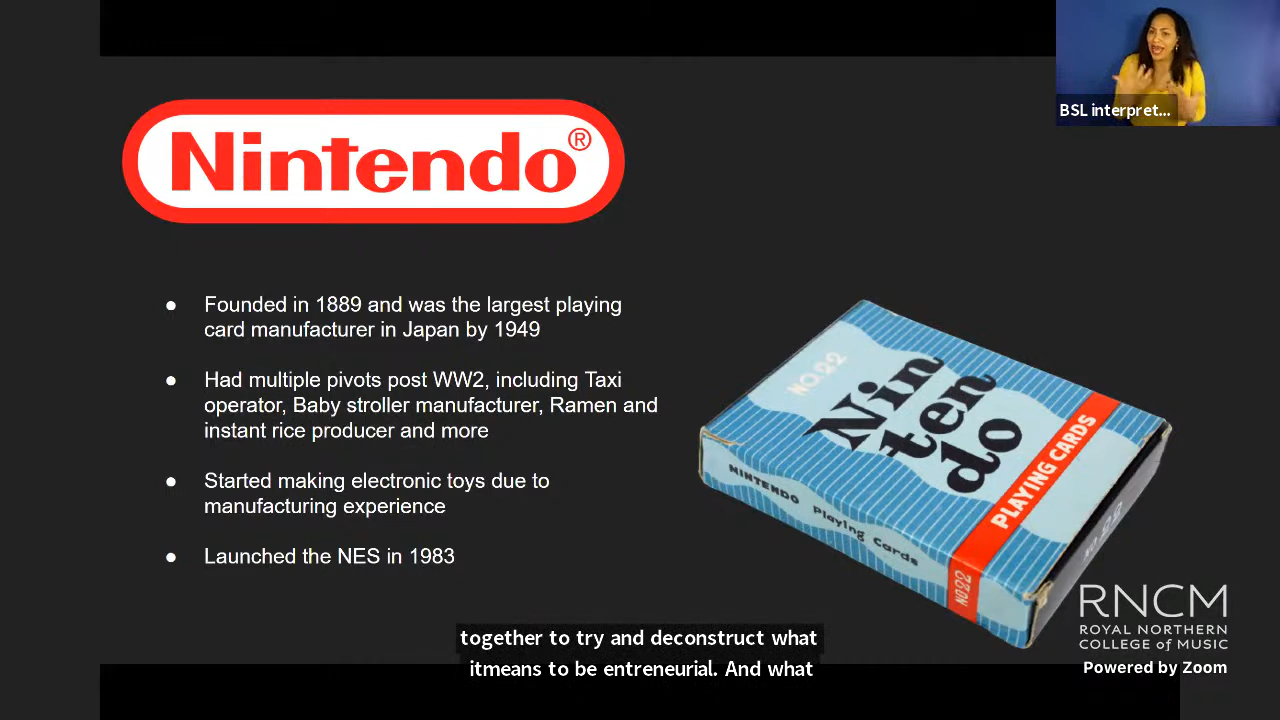 BSL interpret...
Nintendo®
● Founded in 1889 and was the largest playing
card manufacturer in Japan by 1949
● Had multiple pivots post WW2, including Taxi
operator, Baby stroller manufacturer, Ramen and
instant rice producer and more
● Started making electronic toys due to
manufacturing experience
● Launched the NES in 1983
NO.22
Nin
ten
do
PLAYING CARDS
NINTENDO Playing Cards
NO.22
NO 22
RNCM
ROYAL NORTHERN
COLLEGE of MUSIC
Powered by Zoom
together to try and deconstruct what
itmeans to be entreneurial. And what